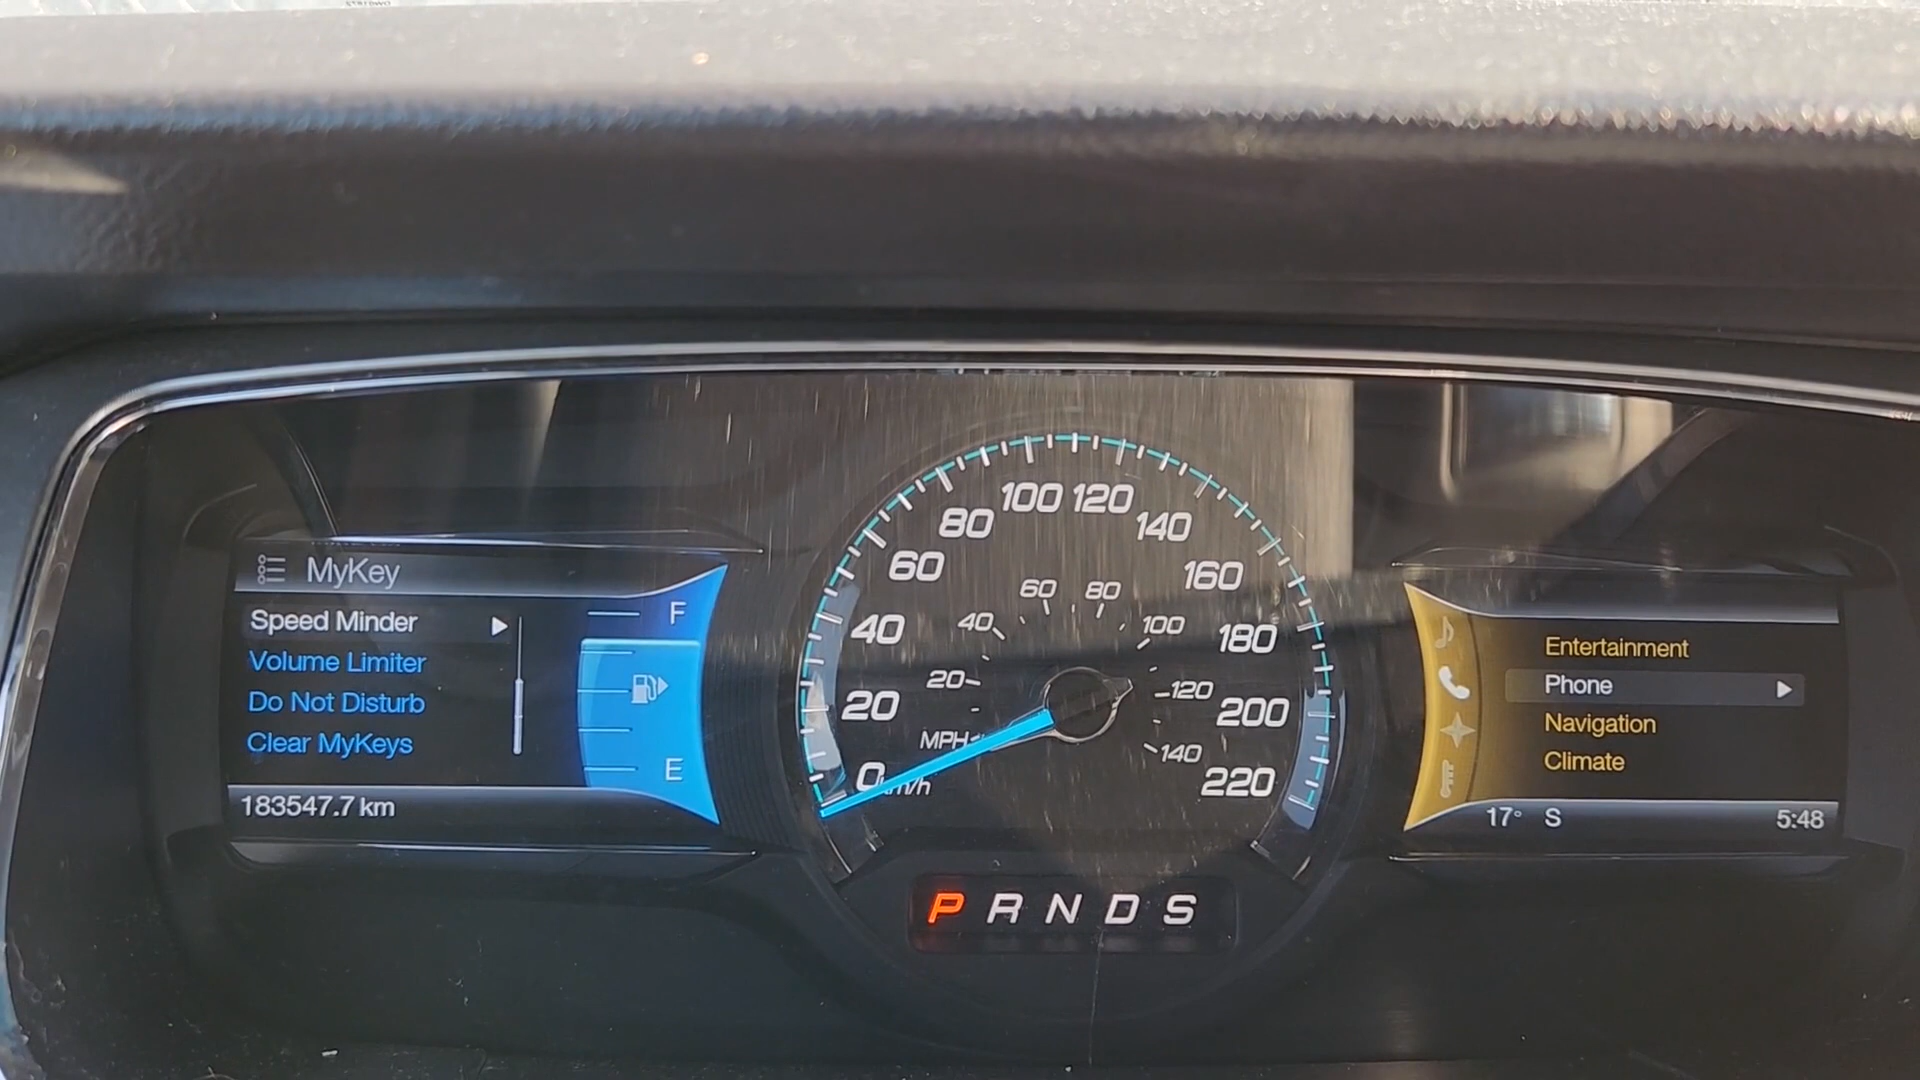 MyKey
Speed Minder
Volume Limiter
Do Not Disturb
Clear MyKeys
183547.7 km
F
E
0 20 40 60 80 100 120 140 160 180 200 220
km/h
20 40 60 80 100 120 140
MPH
P R N D S
Entertainment
Phone
Navigation
Climate
17° S 5:48